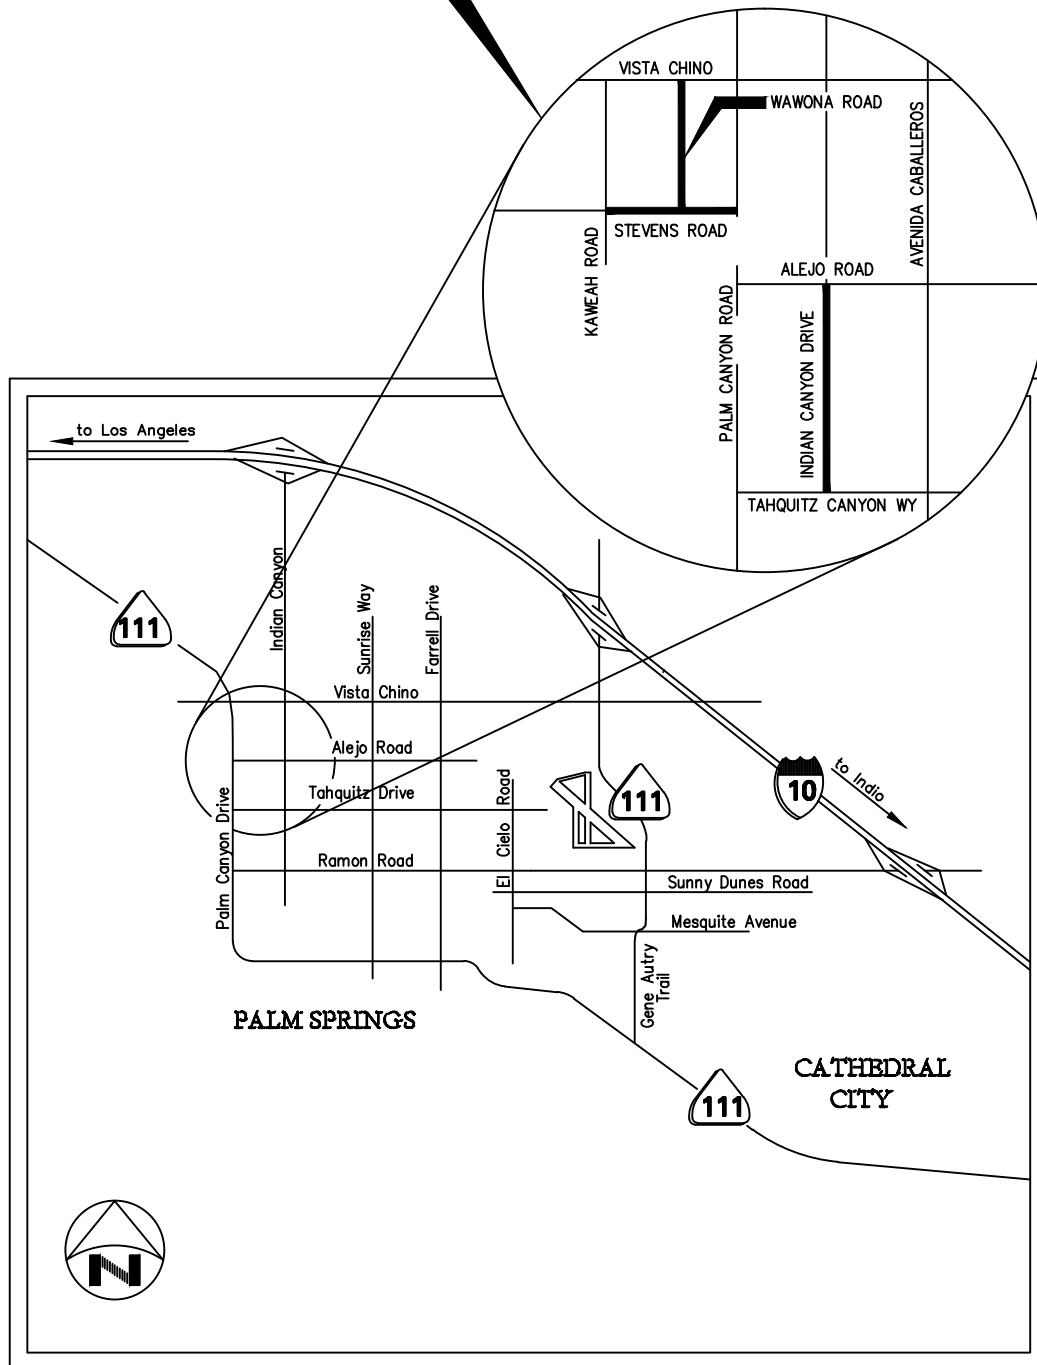 VISTA CHINO
WAWONA ROAD
AVENIDA CABALLEROS
STEVENS ROAD
KAWEAH ROAD
ALEJO ROAD
PALM CANYON ROAD
INDIAN CANYON DRIVE
TAHQUITZ CANYON WY
to Los Angeles
Indian Canyon
Sunrise Way
Farrell Drive
111
Vista Chino
Alejo Road
Tahquitz Drive
Palm Canyon Drive
El Cielo Road
111
10
to Indio
Ramon Road
Sunny Dunes Road
Mesquite Avenue
Gene Autry
Trail
PALM SPRINGS
CATHEDRAL
CITY
111
N